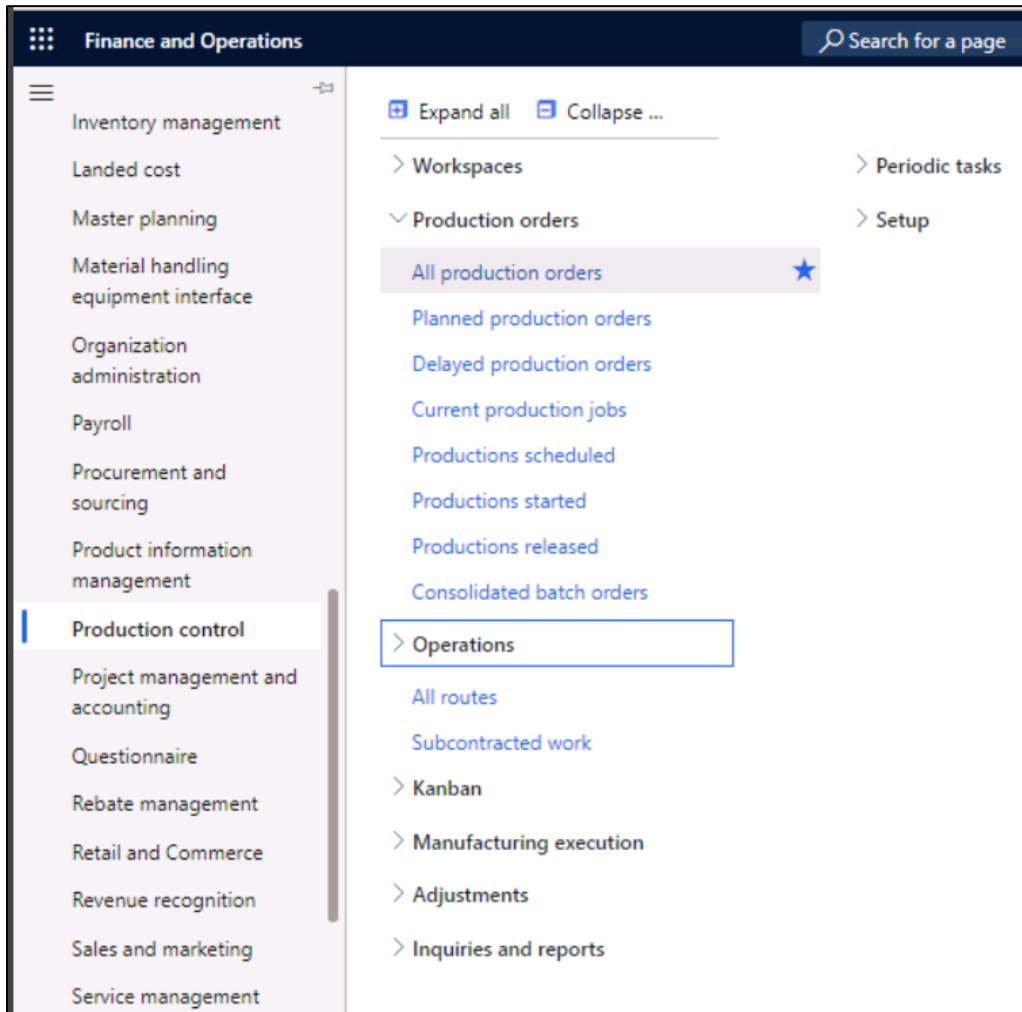 Finance and Operations
Search for a page
Inventory management
Landed cost
Master planning
Material handling
equipment interface
Organization
administration
Payroll
Procurement and
sourcing
Product information
management
Production control
Project management and
accounting
Questionnaire
Rebate management
Retail and Commerce
Revenue recognition
Sales and marketing
Service management
Expand all
Collapse ...
Workspaces
Production orders
All production orders
Planned production orders
Delayed production orders
Current production jobs
Productions scheduled
Productions started
Productions released
Consolidated batch orders
Operations
All routes
Subcontracted work
Kanban
Manufacturing execution
Adjustments
Inquiries and reports
Periodic tasks
Setup